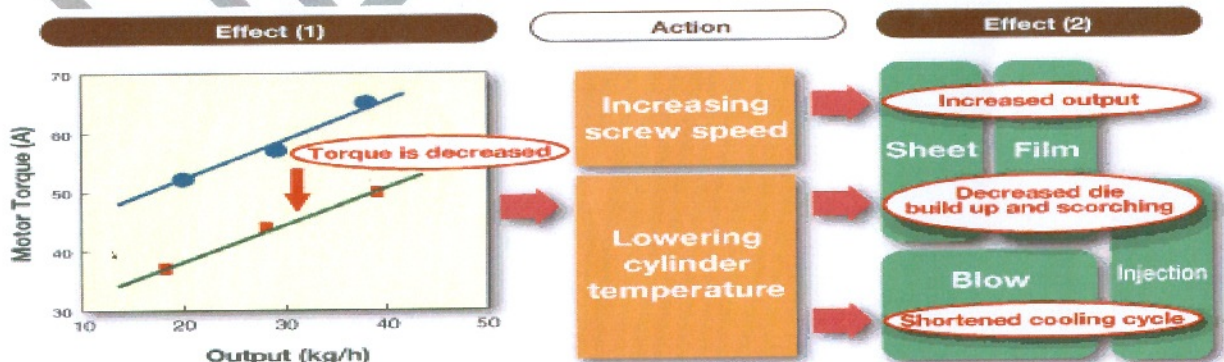 Effect (1)
Action
Effect (2)
70
60
50
40
30
Motor Torque (A)
10
20
30
40
50
Output (kg/h)
Torque is decreased
Increasing
screw speed
Lowering
cylinder
temperature
Increased output
Sheet
Film
Decreased die
build up and scorching
Blow
Injection
Shortened cooling cycle